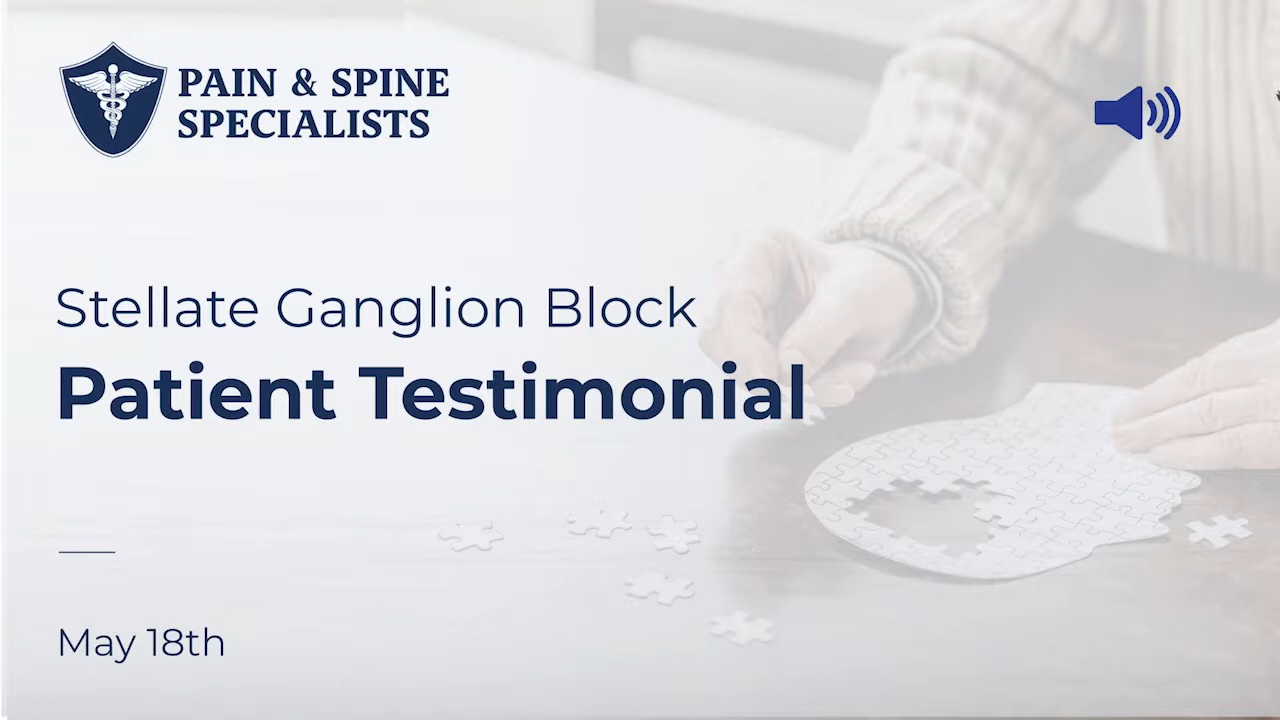 PAIN & SPINE
SPECIALISTS
Stellate Ganglion Block
Patient Testimonial
May 18th